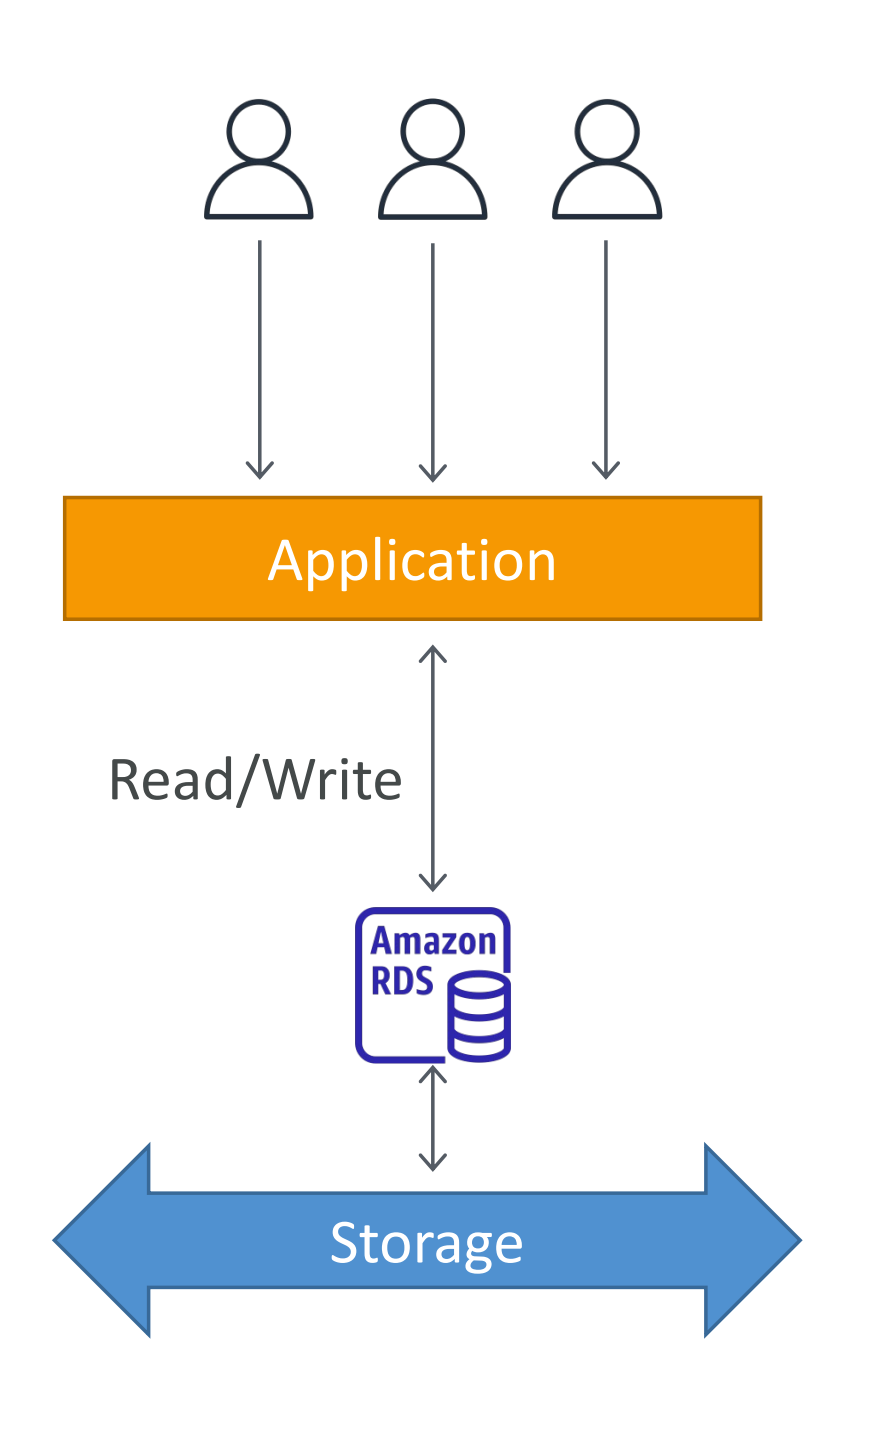 Application
Read/Write
Amazon
RDS
Storage